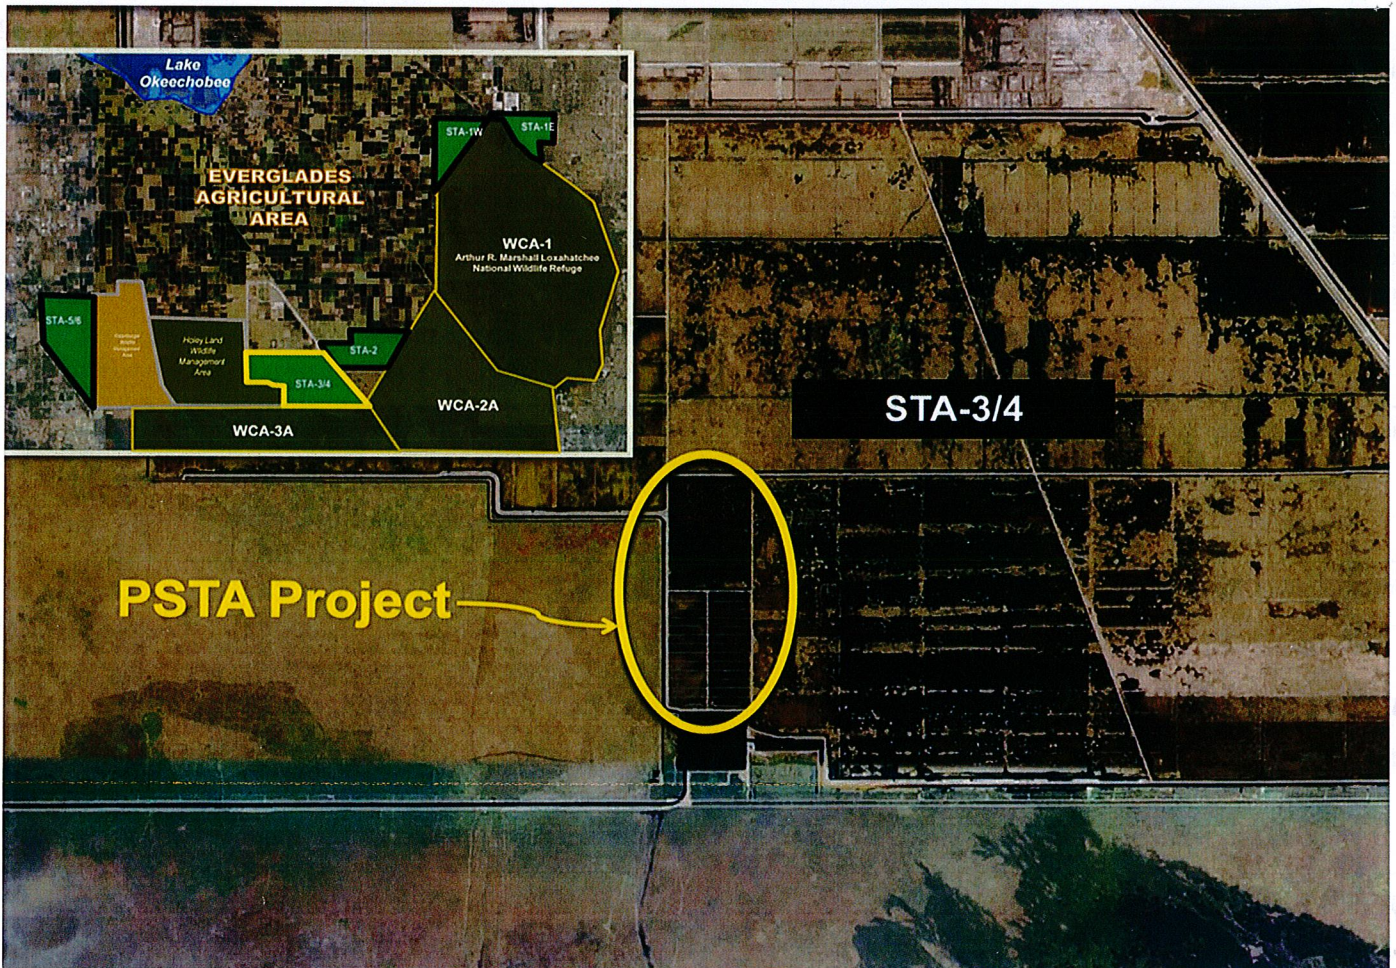 Lake
Okeechobee
STA-1W
STA-1E
EVERGLADES
AGRICULTURAL
AREA
WCA-1
Arthur R. Marshall Loxahatchee
National Wildlife Refuge
STA-5/6
Holey Land
Wildlife
Management
Area
STA-2
STA-3/4
WCA-2A
WCA-3A
STA-3/4
PSTA Project